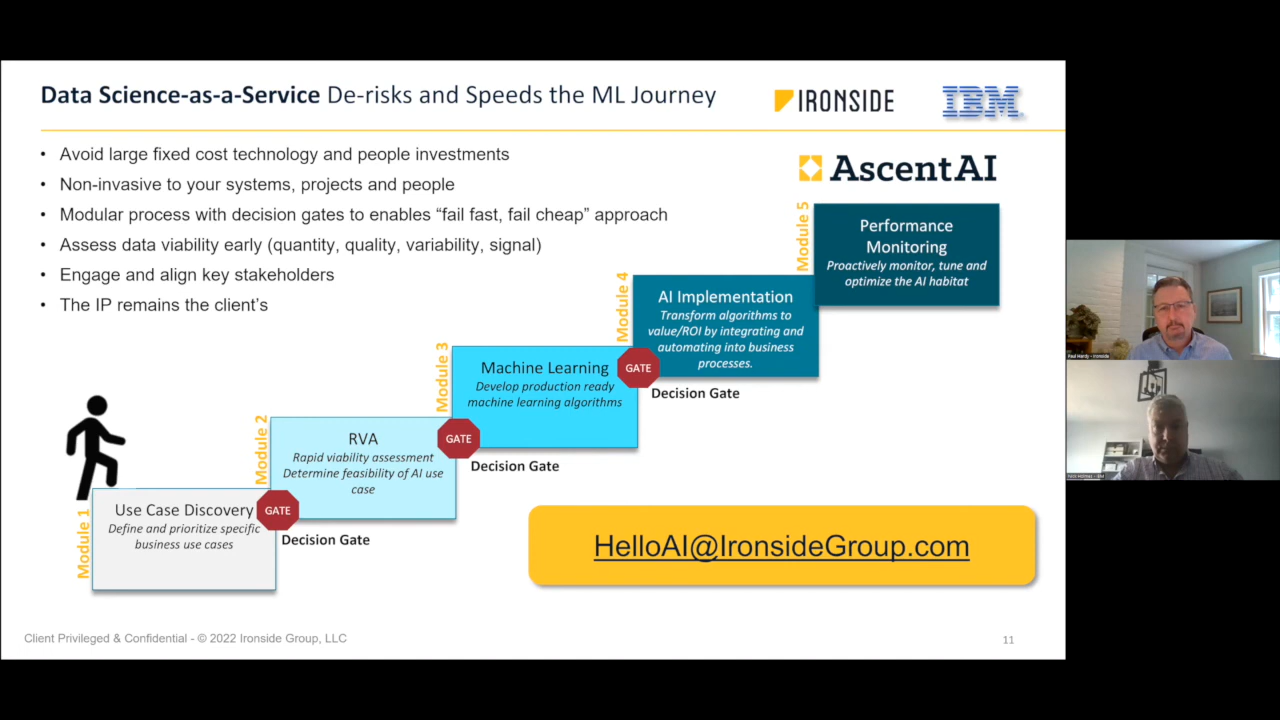 Data Science-as-a-Service De-risks and Speeds the ML Journey
IRONSIDE
IBM
• Avoid large fixed cost technology and people investments
• Non-invasive to your systems, projects and people
• Modular process with decision gates to enables “fail fast, fail cheap” approach
• Assess data viability early (quantity, quality, variability, signal)
• Engage and align key stakeholders
• The IP remains the client’s
AscentAI
Module 5
Performance
Monitoring
Proactively monitor, tune and
optimize the AI habitat
Module 4
AI Implementation
Transform algorithms to
value/ROI by integrating and
automating into business
processes.
GATE
Decision Gate
Module 3
Machine Learning
Develop production ready
machine learning algorithms
GATE
Decision Gate
Module 2
RVA
Rapid viability assessment
Determine feasibility of AI use
case
GATE
Decision Gate
Module 1
Use Case Discovery
Define and prioritize specific
business use cases
HelloAI@IronsideGroup.com
Client Privileged & Confidential - © 2022 Ironside Group, LLC
11
Paul Hardy - Ironside